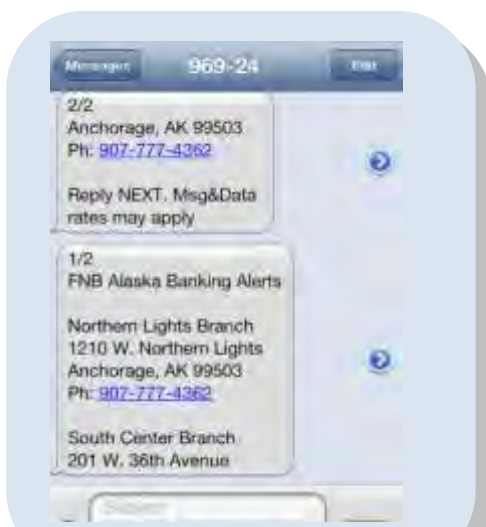 Messages 969-24 Edit
2/2
Anchorage, AK 99503
Ph: 907-777-4362
Reply NEXT. Msg&Data
rates may apply
1/2
FNB Alaska Banking Alerts
Northern Lights Branch
1210 W. Northern Lights
Anchorage, AK 99503
Ph: 907-777-4362
South Center Branch
201 W. 36th Avenue